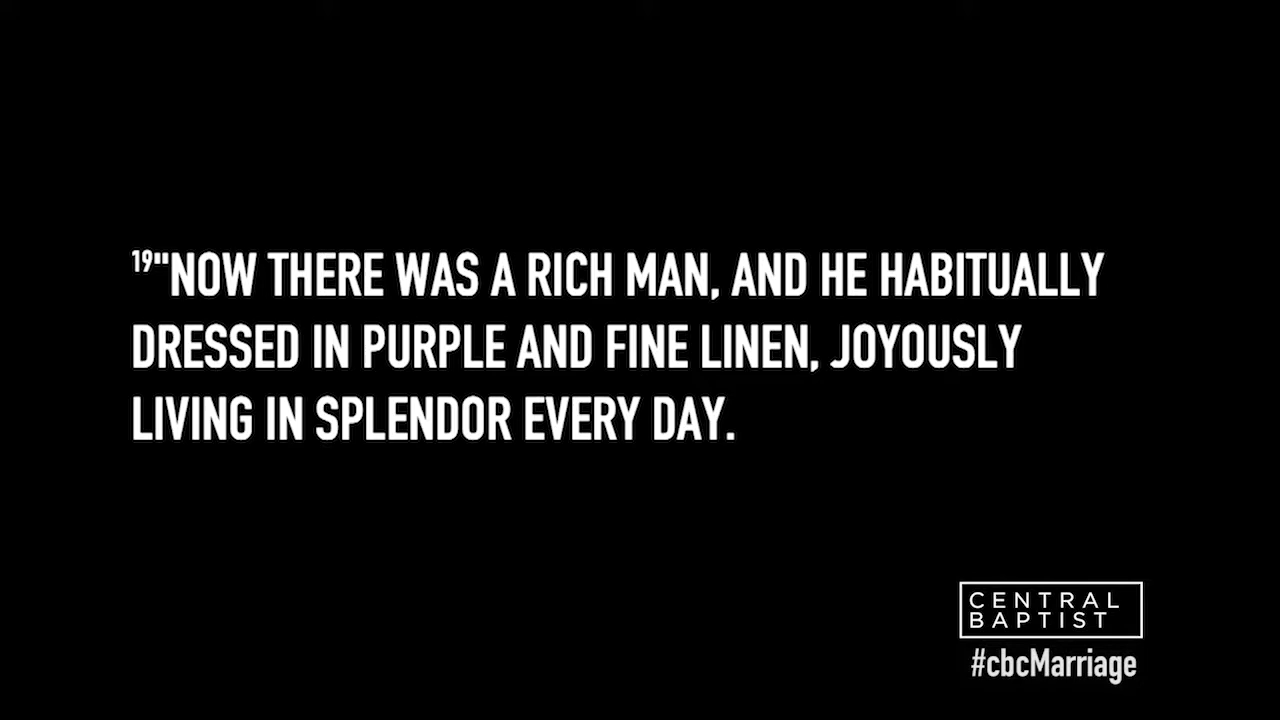 19"NOW THERE WAS A RICH MAN, AND HE HABITUALLY
DRESSED IN PURPLE AND FINE LINEN, JOYOUSLY
LIVING IN SPLENDOR EVERY DAY.
CENTRAL
BAPTIST
#cbcMarriage